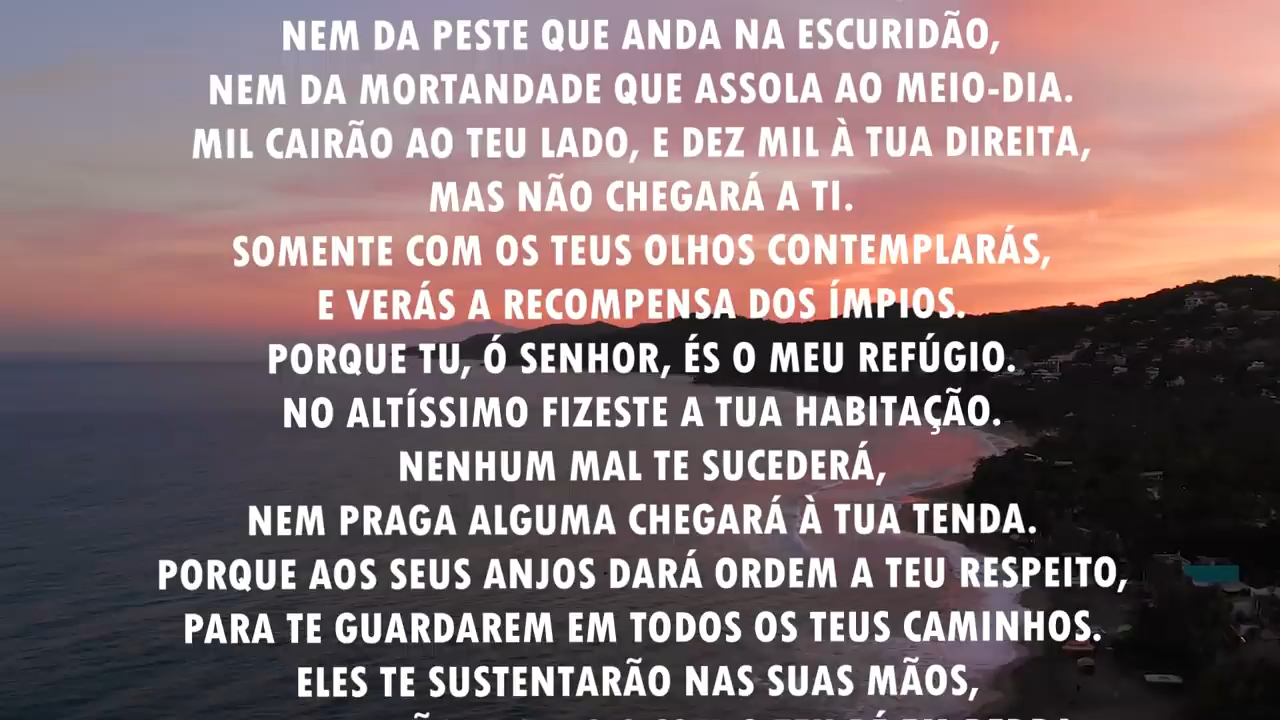 NEM DA PESTE QUE ANDA NA ESCURIDÃO,
NEM DA MORTANDADE QUE ASSOLA AO MEIO-DIA.
MIL CAIRÃO AO TEU LADO, E DEZ MIL À TUA DIREITA,
MAS NÃO CHEGARÁ A TI.
SOMENTE COM OS TEUS OLHOS CONTEMPLARÁS,
E VERÁS A RECOMPENSA DOS ÍMPIOS.
PORQUE TU, Ó SENHOR, ÉS O MEU REFÚGIO.
NO ALTÍSSIMO FIZESTE A TUA HABITAÇÃO.
NENHUM MAL TE SUCEDERÁ,
NEM PRAGA ALGUMA CHEGARÁ À TUA TENDA.
PORQUE AOS SEUS ANJOS DARÁ ORDEM A TEU RESPEITO,
PARA TE GUARDAREM EM TODOS OS TEUS CAMINHOS.
ELES TE SUSTENTARÃO NAS SUAS MÃOS,